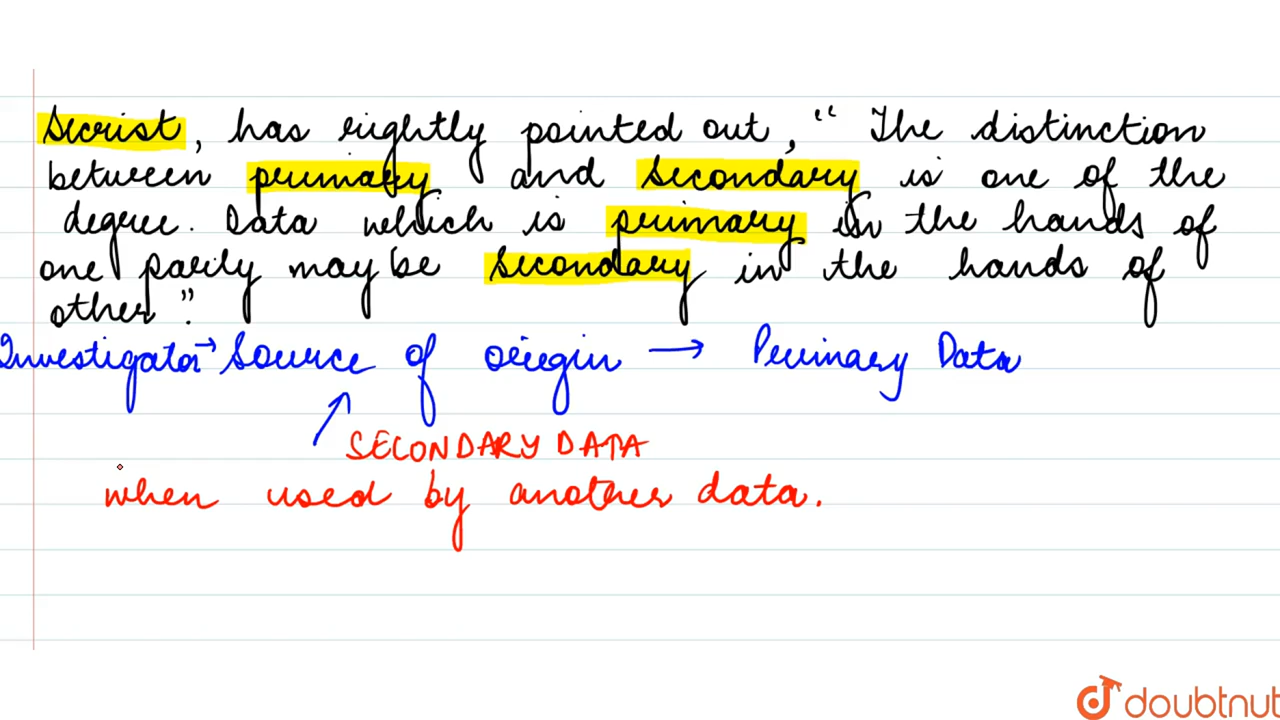 Secrist, has rightly pointed out, " The distinction
between primary and Secondary is one of the
degree. Data which is primary in the hands of
one party may be Secondary in the hands of
other".
Investigator → Source of origin → Primary Data
SECONDARY DATA
when used by another data.
doubtnut